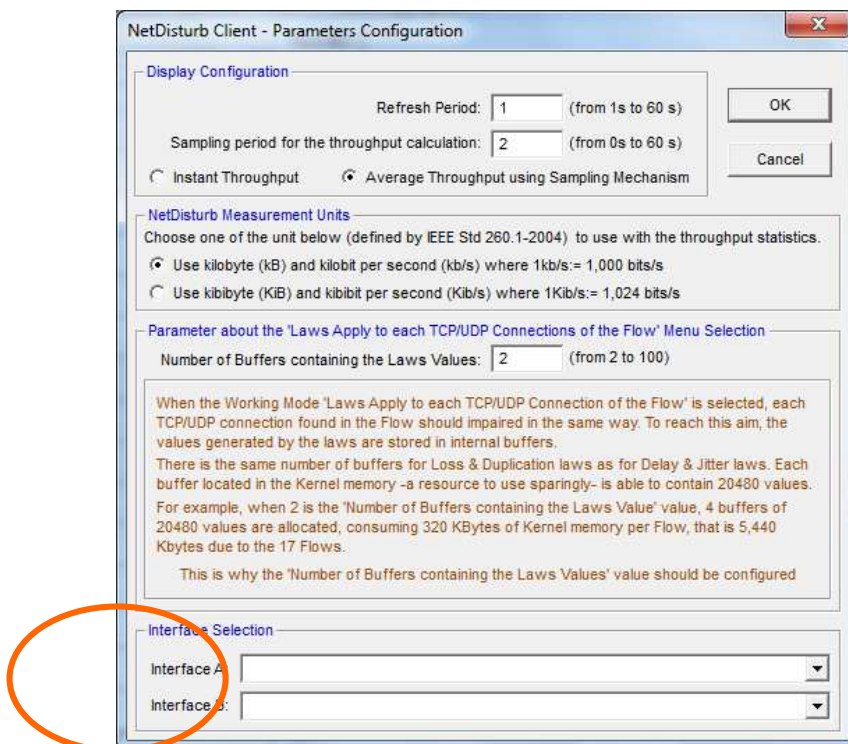 NetDisturb Client - Parameters Configuration
Display Configuration
Refresh Period: 1 (from 1s to 60 s)
OK
Sampling period for the throughput calculation: 2 (from 0s to 60 s)
Cancel
Instant Throughput Average Throughput using Sampling Mechanism
NetDisturb Measurement Units
Choose one of the unit below (defined by IEEE Std 260.1-2004) to use with the throughput statistics.
Use kilobyte (kB) and kilobit per second (kb/s) where 1kb/s:= 1,000 bits/s
Use kibibyte (KiB) and kibibit per second (Kib/s) where 1Kib/s:= 1,024 bits/s
Parameter about the 'Laws Apply to each TCP/UDP Connections of the Flow' Menu Selection
Number of Buffers containing the Laws Values: 2 (from 2 to 100)
When the Working Mode 'Laws Apply to each TCP/UDP Connection of the Flow' is selected, each
TCP/UDP connection found in the Flow should impaired in the same way. To reach this aim, the
values generated by the laws are stored in internal buffers.
There is the same number of buffers for Loss & Duplication laws as for Delay & Jitter laws. Each
buffer located in the Kernel memory -a resource to use sparingly- is able to contain 20480 values.
For example, when 2 is the 'Number of Buffers containing the Laws Value' value, 4 buffers of
20480 values are allocated, consuming 320 KBytes of Kernel memory per Flow, that is 5,440
Kbytes due to the 17 Flows.
This is why the 'Number of Buffers containing the Laws Values' value should be configured
Interface Selection
Interface A:
Interface B: